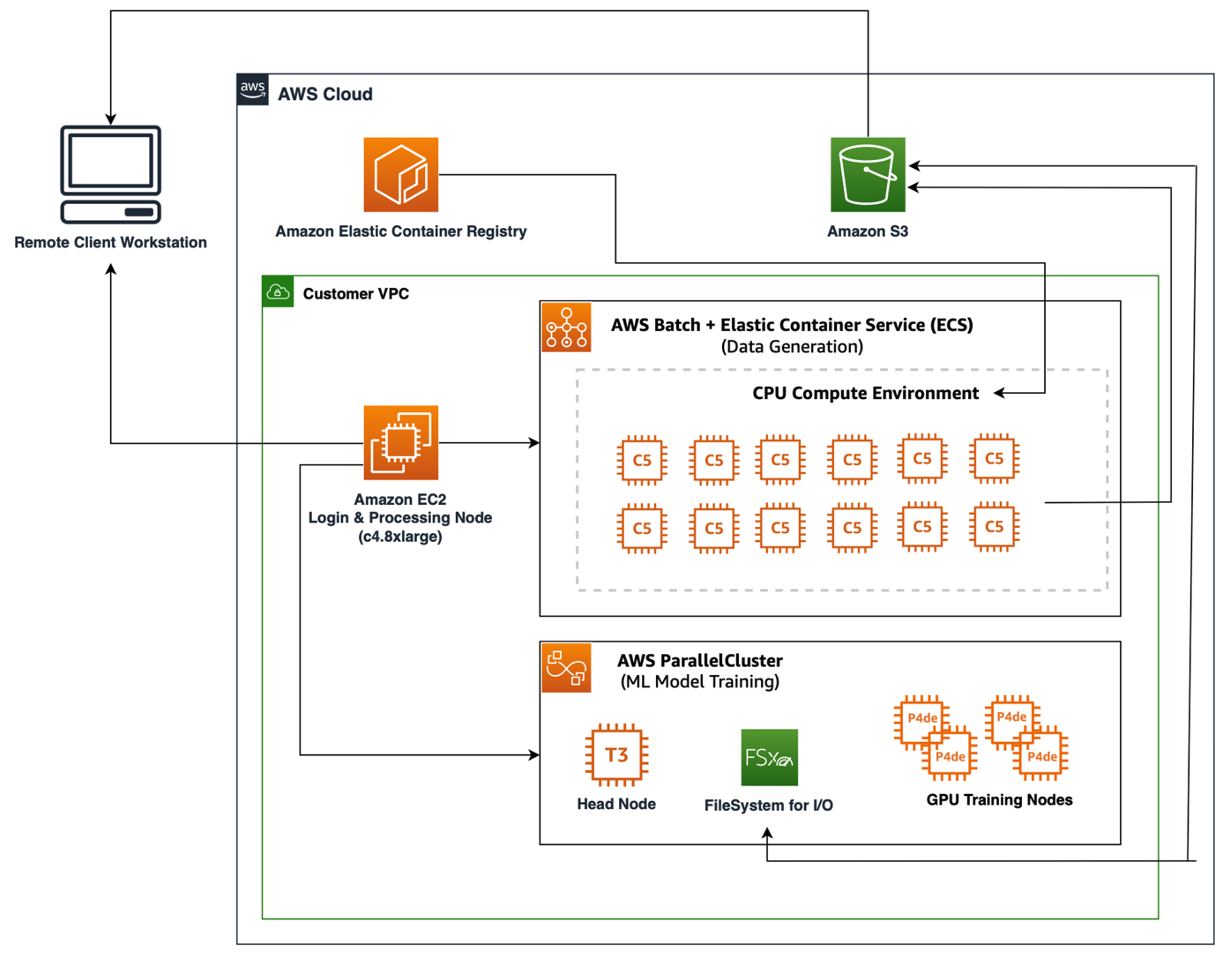 aws
AWS Cloud
Remote Client Workstation
Amazon Elastic Container Registry
Amazon S3
Customer VPC
AWS Batch + Elastic Container Service (ECS)
(Data Generation)
CPU Compute Environment
C5 C5 C5 C5 C5 C5
C5 C5 C5 C5 C5 C5
Amazon EC2
Login & Processing Node
(c4.8xlarge)
AWS ParallelCluster
(ML Model Training)
T3
Head Node
FSx
FileSystem for I/O
P4de P4de
P4de P4de
GPU Training Nodes